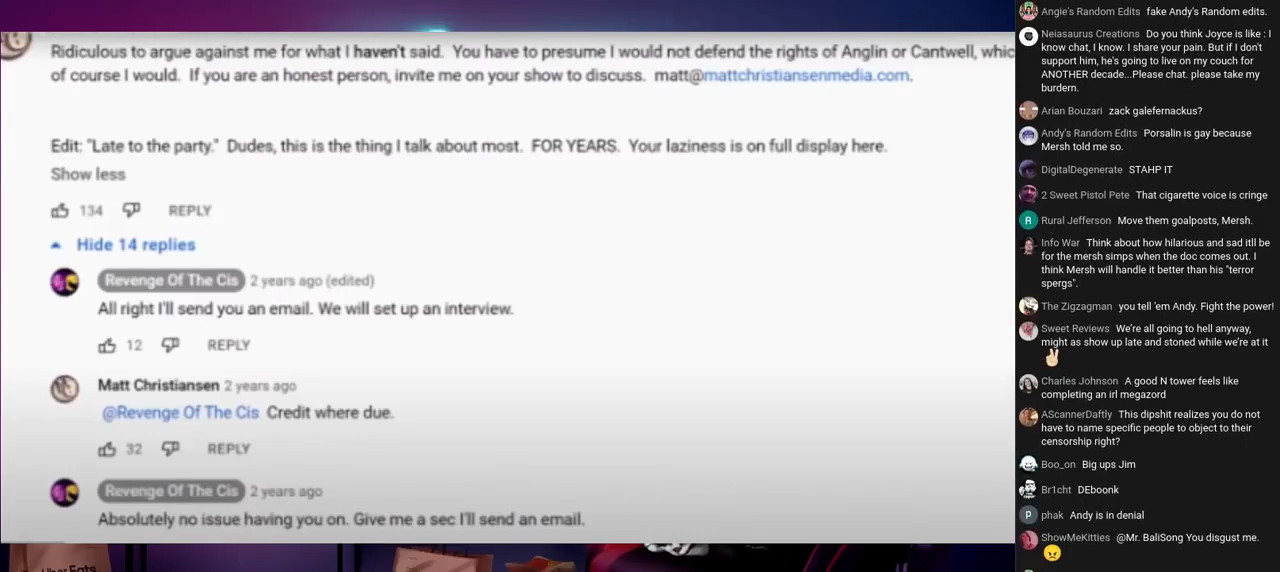 Ridiculous to argue against me for what I haven't said. You have to presume I would not defend the rights of Anglin or Cantwell, whic
of course I would. If you are an honest person, invite me on your show to discuss. matt@mattchristiansenmedia.com.
Edit: "Late to the party." Dudes, this is the thing I talk about most. FOR YEARS. Your laziness is on full display here.
Show less
134 REPLY
Hide 14 replies
Revenge Of The Cis 2 years ago (edited)
All right I'll send you an email. We will set up an interview.
12 REPLY
Matt Christiansen 2 years ago
@Revenge Of The Cis Credit where due.
32 REPLY
Revenge Of The Cis 2 years ago
Absolutely no issue having you on. Give me a sec I'll send an email.
Uber Eats
Angie's Random Edits fake Andy's Random edits.
Neiasaurus Creations Do you think Joyce is like : I
know chat, I know. I share your pain. But if I don't
support him, he's going to live on my couch for
ANOTHER decade...Please chat. please take my
burdern.
Arian Bouzari zack galefernackus?
Andy's Random Edits Porsalin is gay because
Mersh told me so.
DigitalDegenerate STAHP IT
2 Sweet Pistol Pete That cigarette voice is cringe
R Rural Jefferson Move them goalposts, Mersh.
Info War Think about how hilarious and sad itll be
for the mersh simps when the doc comes out. I
think Mersh will handle it better than his "terror
spergs".
The Zigzagman you tell 'em Andy. Fight the power!
Sweet Reviews We're all going to hell anyway,
might as show up late and stoned while we're at it
✌🏻
Charles Johnson A good N tower feels like
completing an irl megazord
AScannerDaftly This dipshit realizes you do not
have to name specific people to object to their
censorship right?
Boo_on Big ups Jim
Br1cht DEboonk
P phak Andy is in denial
ShowMeKitties @Mr. BaliSong You disgust me.
😠